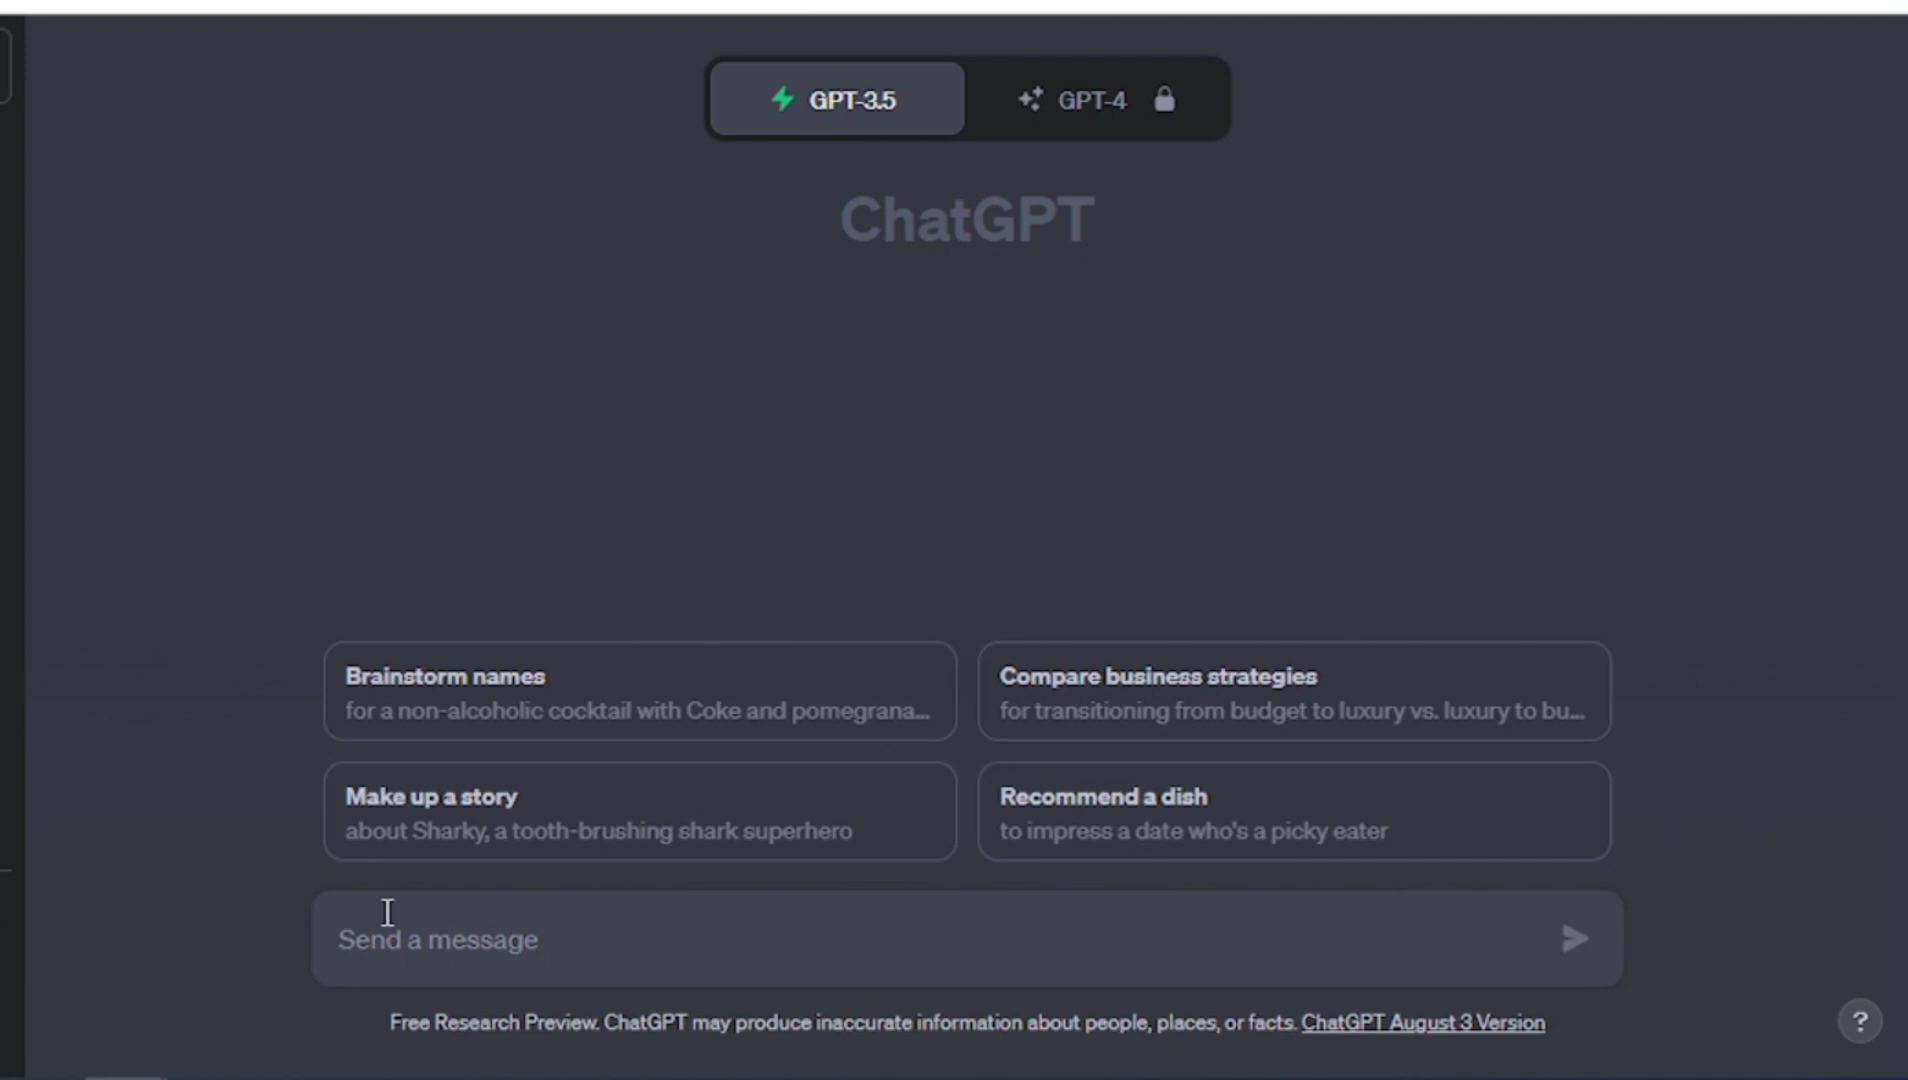 GPT-3.5
GPT-4
ChatGPT
Brainstorm names
for a non-alcoholic cocktail with Coke and pomegrana...
Compare business strategies
for transitioning from budget to luxury vs. luxury to bu...
Make up a story
about Sharky, a tooth-brushing shark superhero
Recommend a dish
to impress a date who's a picky eater
Send a message
Free Research Preview. ChatGPT may produce inaccurate information about people, places, or facts. ChatGPT August 3 Version
?